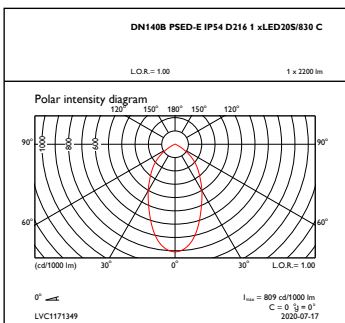 DN140B PSED-E IP54 D216 1 xLED20S/830 C
L.O.R.= 1.00 1 x 2200 lm
Polar intensity diagram
120° 150° 180° 150° 120°
90° 1000 800 600 90°
60° 60°
(cd/1000 lm) 30° 0° 30° L.O.R.= 1.00
0° Imax = 809 cd/1000 lm
C = 0
LVC1171349 2020-07-17